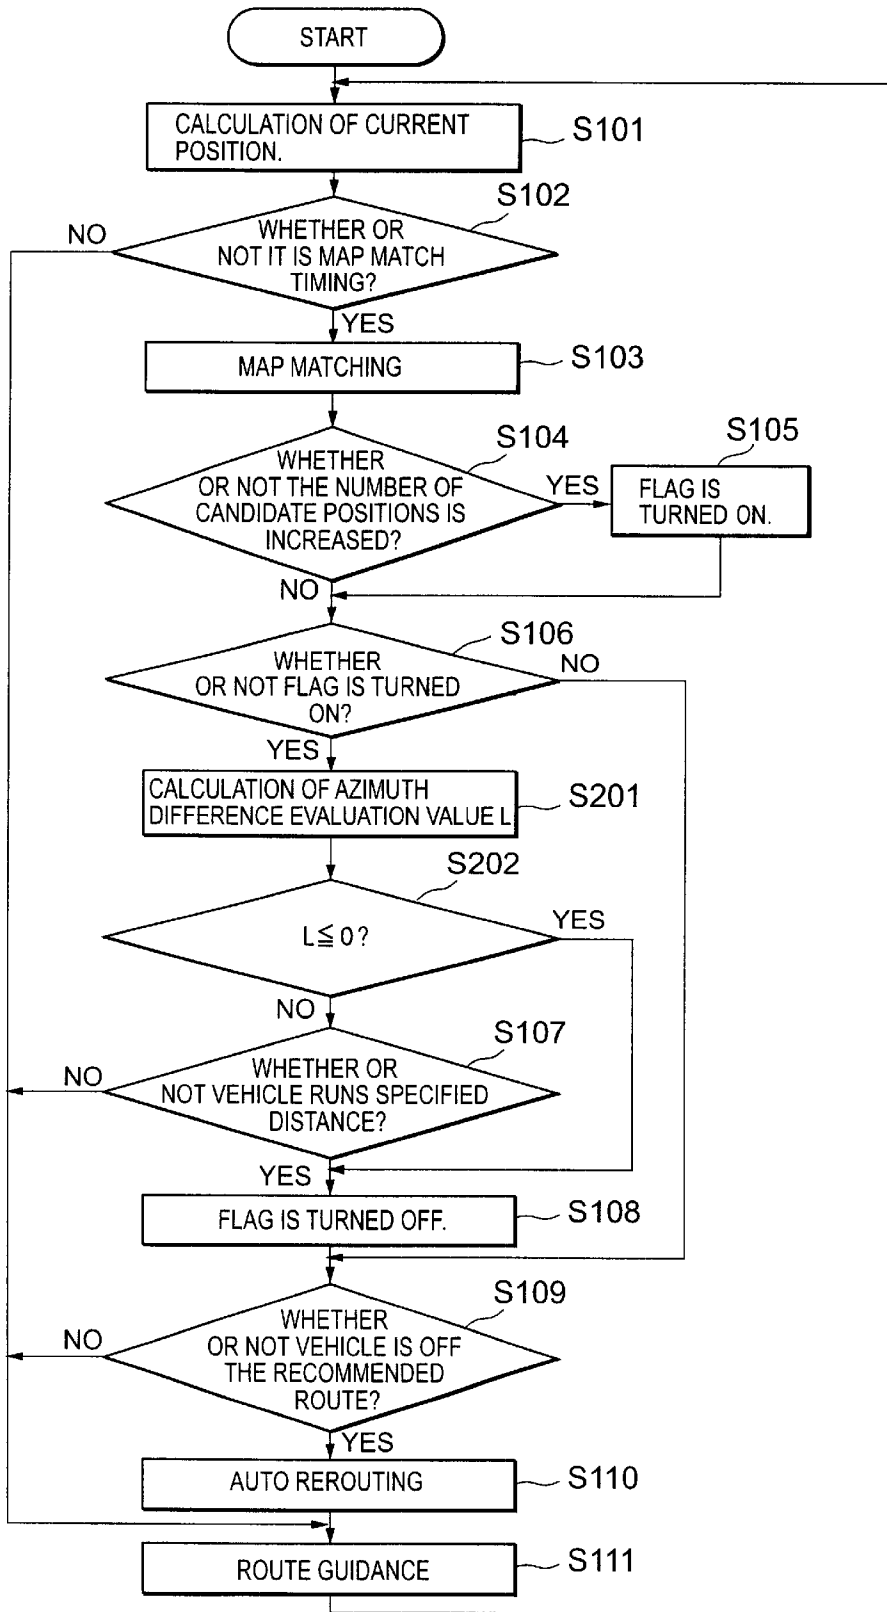 START
CALCULATION OF CURRENT
POSITION.
S101
S102
NO
WHETHER OR
NOT IT IS MAP MATCH
TIMING?
YES
MAP MATCHING
S103
S104
WHETHER
OR NOT THE NUMBER OF
CANDIDATE POSITIONS IS
INCREASED?
YES
S105
FLAG IS
TURNED ON.
NO
S106
WHETHER
OR NOT FLAG IS TURNED
ON?
NO
YES
CALCULATION OF AZIMUTH
DIFFERENCE EVALUATION VALUE L
S201
S202
L≦0?
YES
NO
S107
NO
WHETHER OR
NOT VEHICLE RUNS SPECIFIED
DISTANCE?
YES
FLAG IS TURNED OFF.
S108
S109
NO
WHETHER
OR NOT VEHICLE IS OFF
THE RECOMMENDED
ROUTE?
YES
AUTO REROUTING
S110
ROUTE GUIDANCE
S111